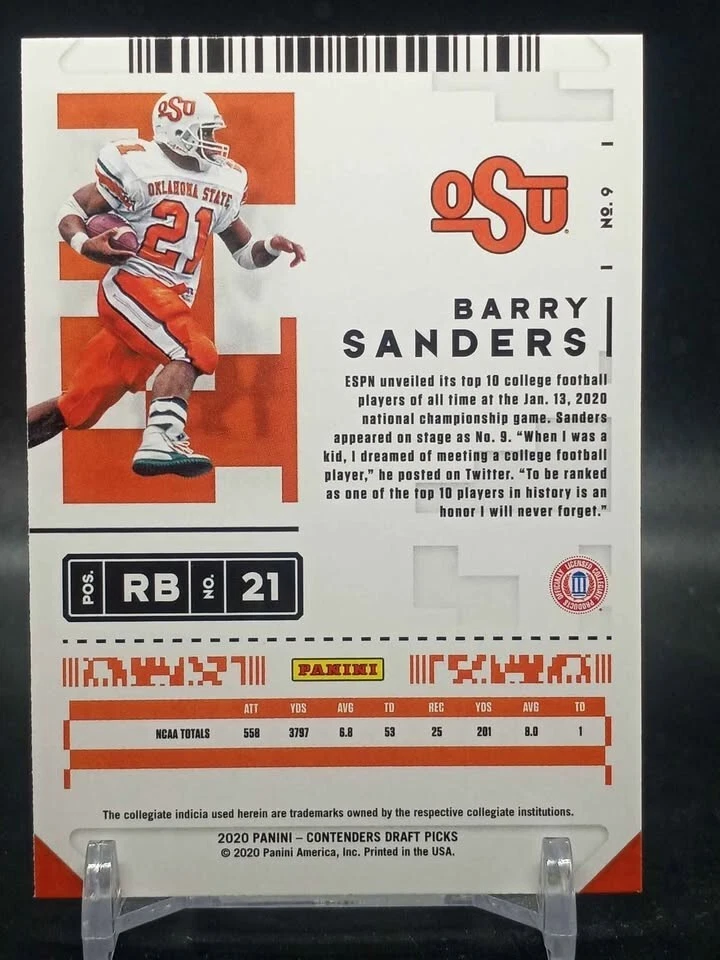 OSU
OKLAHOMA STATE
21
21
OSU
No. 9
BARRY
SANDERS
ESPN unveiled its top 10 college football
players of all time at the Jan. 13, 2020
national championship game. Sanders
appeared on stage as No. 9. “When I was a
kid, I dreamed of meeting a college football
player,” he posted on Twitter. “To be ranked
as one of the top 10 players in history is an
honor I will never forget.”
POS. RB NO. 21
OFFICIALLY LICENSED COLLEGIATE PRODUCTS
PANINI
ATT YDS AVG TD REC YDS AVG TD
NCAA TOTALS 558 3797 6.8 53 25 201 8.0 1
The collegiate indicia used herein are trademarks owned by the respective collegiate institutions.
2020 PANINI – CONTENDERS DRAFT PICKS
© 2020 Panini America, Inc. Printed in the USA.